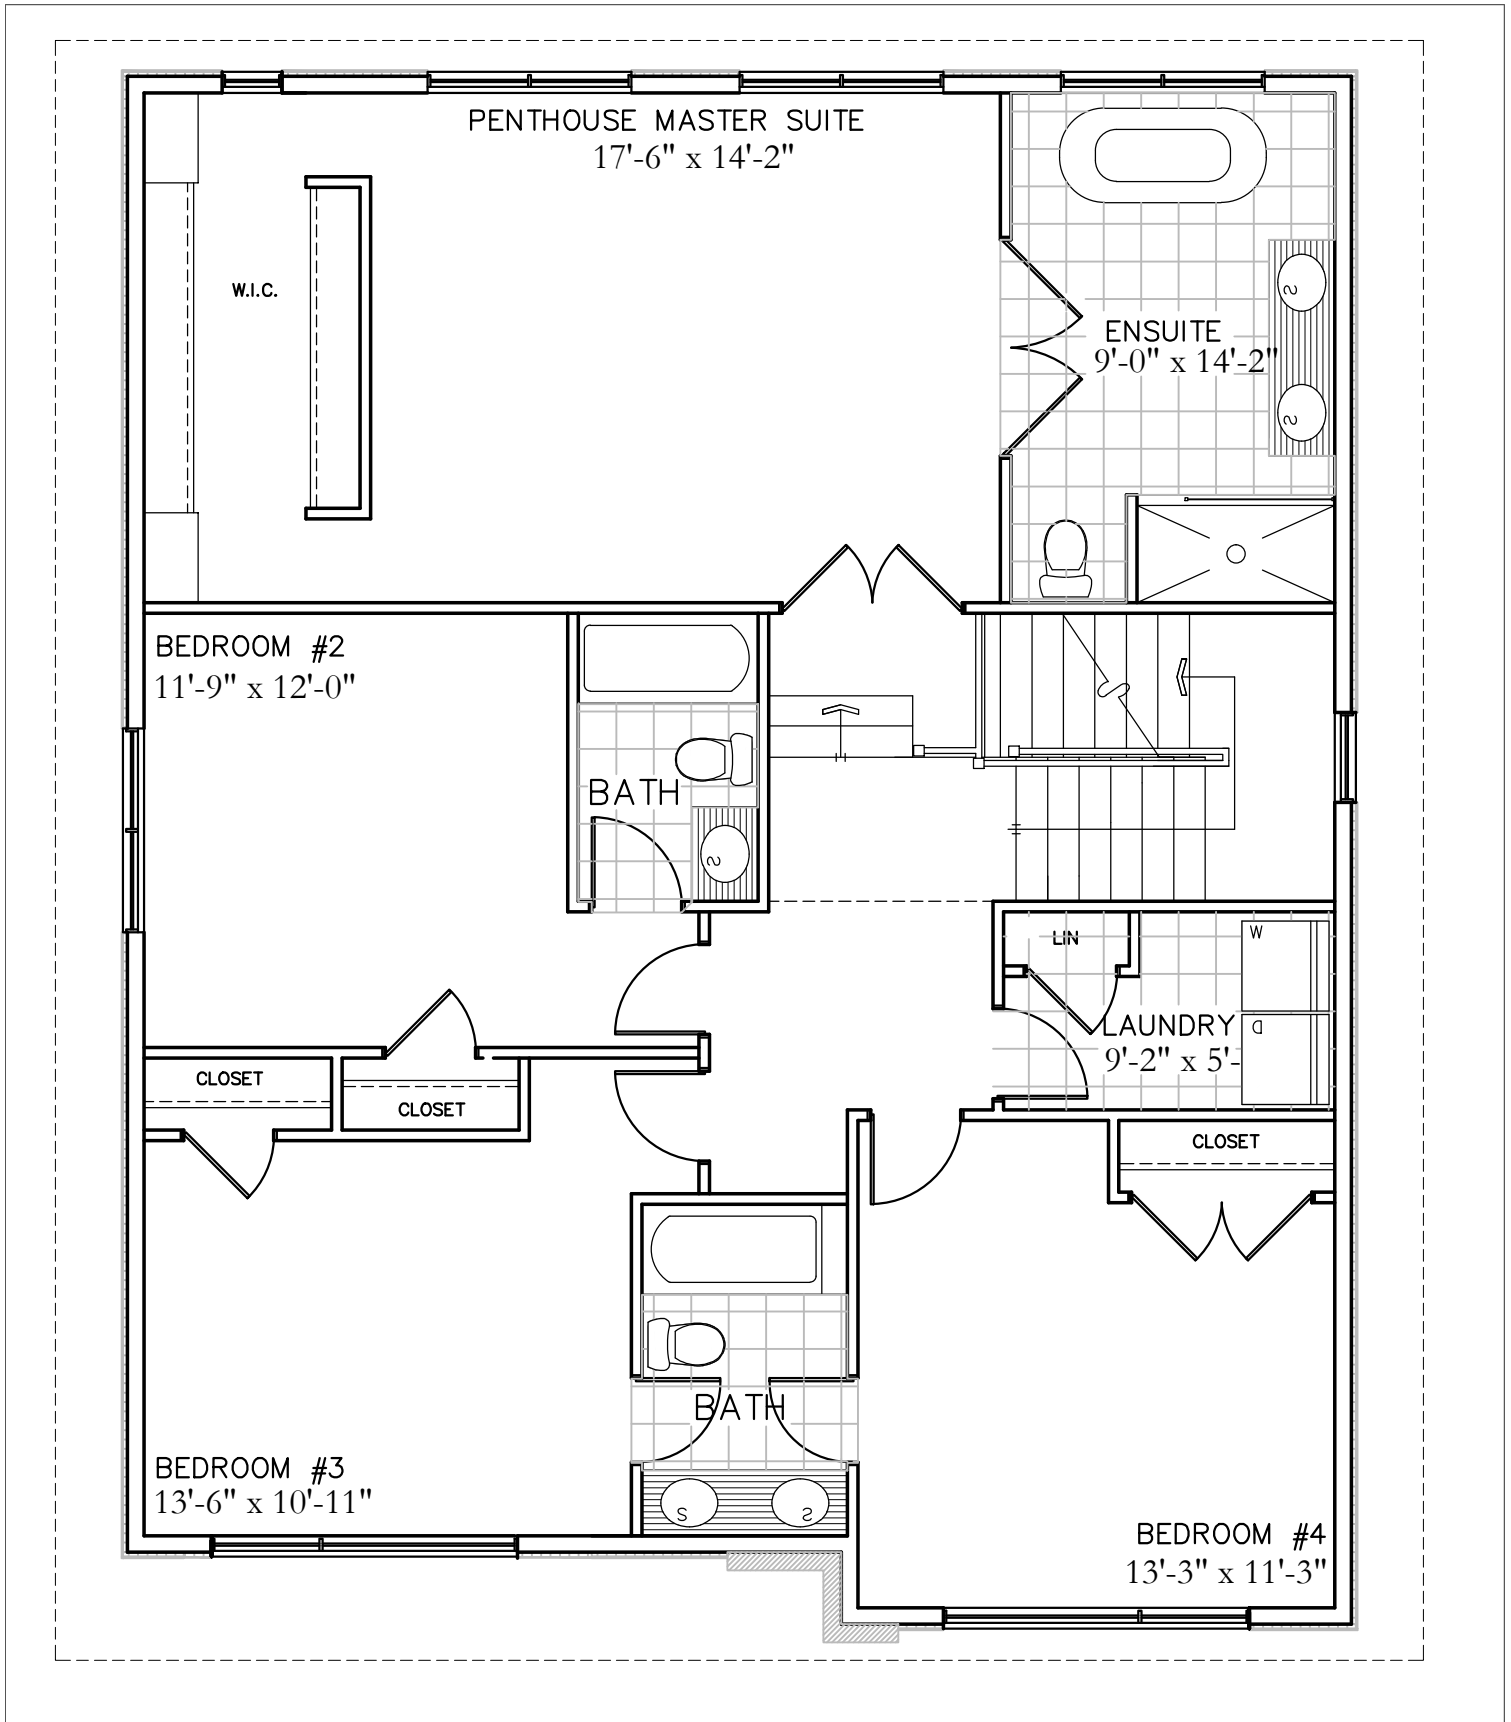 PENTHOUSE MASTER SUITE
17'-6" x 14'-2"
W.I.C.
ENSUITE
9'-0" x 14'-2"
S
S
BEDROOM #2
11'-9" x 12'-0"
BATH
S
LIN
W
LAUNDRY
9'-2" x 5'-
D
CLOSET
CLOSET
CLOSET
BATH
BEDROOM #3
13'-6" x 10'-11"
S
S
BEDROOM #4
13'-3" x 11'-3"